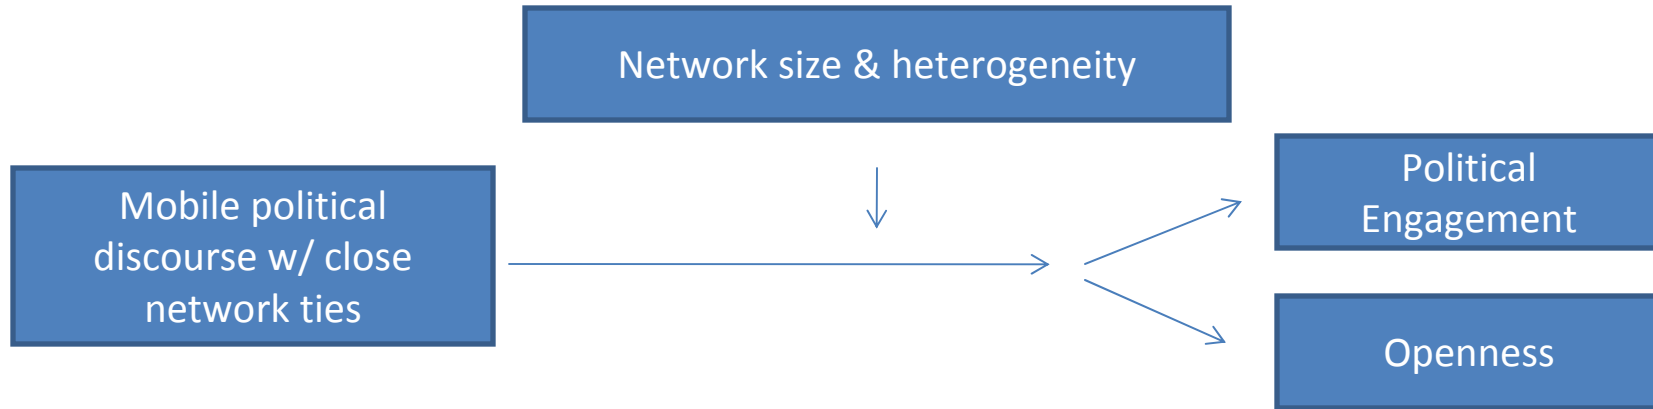 Network size & heterogeneity
Mobile political
discourse w/ close
network ties
Political
Engagement
Openness